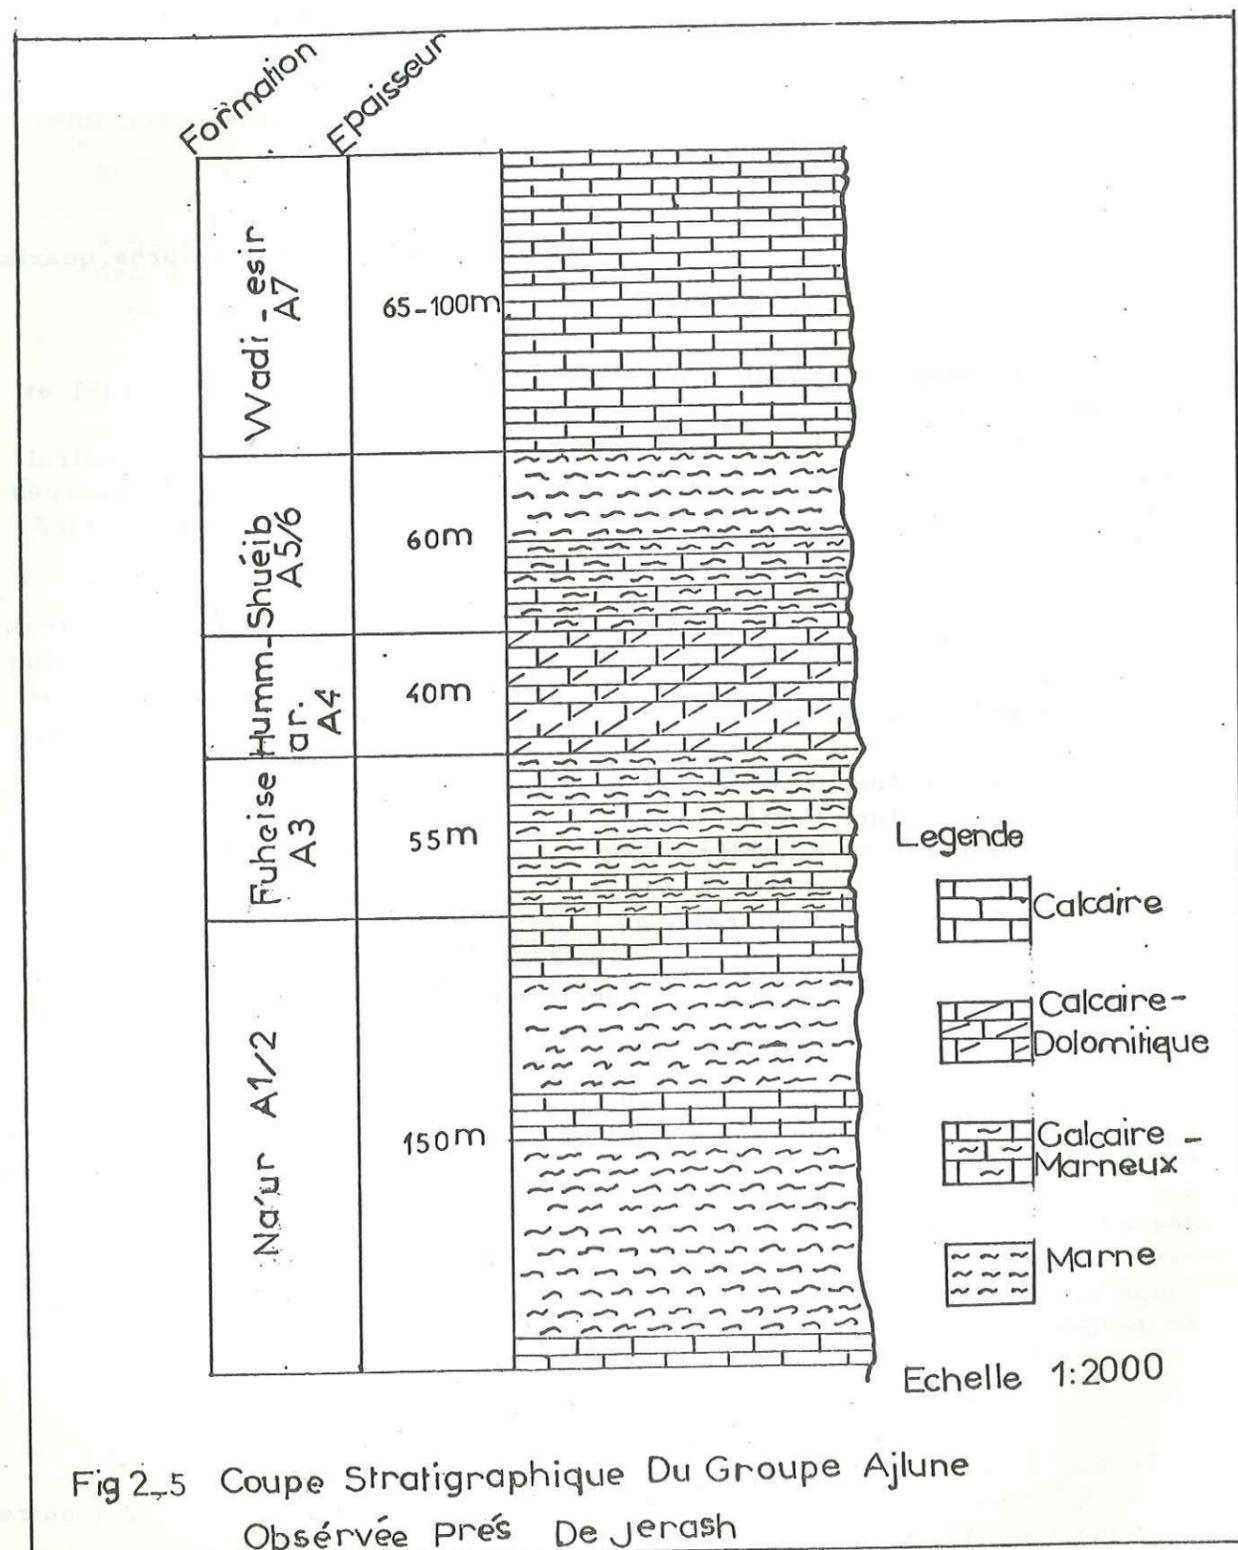 Formation
Epaisseur
Wadi - esir
A7
65-100m
Shuéib
A5/6
60m
Humm-
ar.
A4
40m
Fuheise
A3
55m
Na'ur A1/2
150m
Legende
Calcaire
Calcaire-
Dolomitique
Calcaire -
Marneux
Marne
Echelle 1:2000
Fig 2.5 Coupe Stratigraphique Du Groupe Ajlune
Obsérvée Prés De Jerash